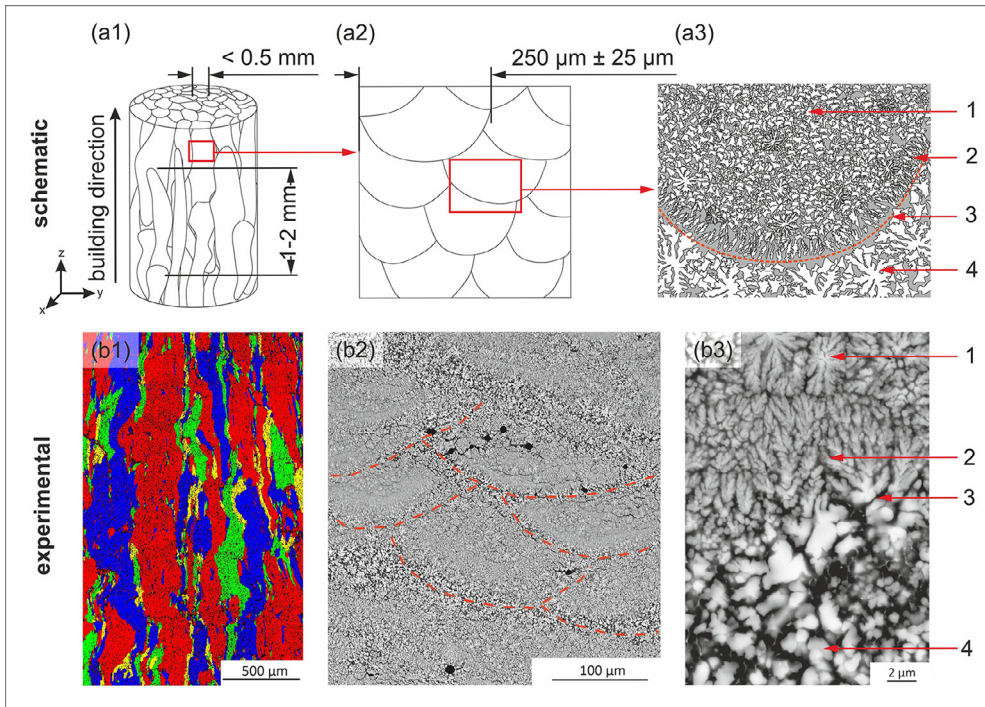 (a1)
(a2)
(a3)
< 0.5 mm
250 µm ± 25 µm
schematic
building direction
1-2 mm
z
y
x
1
2
3
4
experimental
(b1)
(b2)
(b3)
500 µm
100 µm
2 µm
1
2
3
4